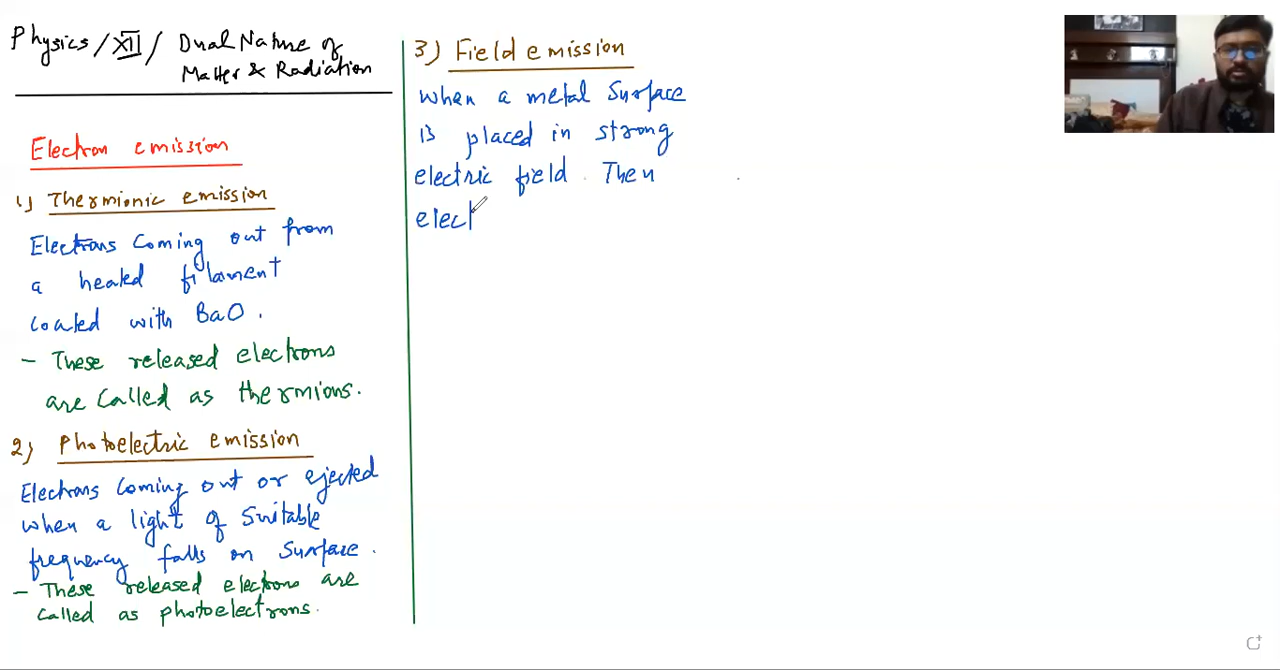 Physics/XII/ Dual Nature of
Matter & Radiation
Electron emission
1) Thermionic emission
Electrons coming out from
a heated filament
coated with BaO.
- These released electrons
are called as thermions.
2) Photoelectric emission
Electrons coming out or ejected
when a light of suitable
frequency falls on surface.
- These released electrons are
called as photoelectrons.
3) Field emission
when a metal surface
is placed in strong
electric field. Then
elect